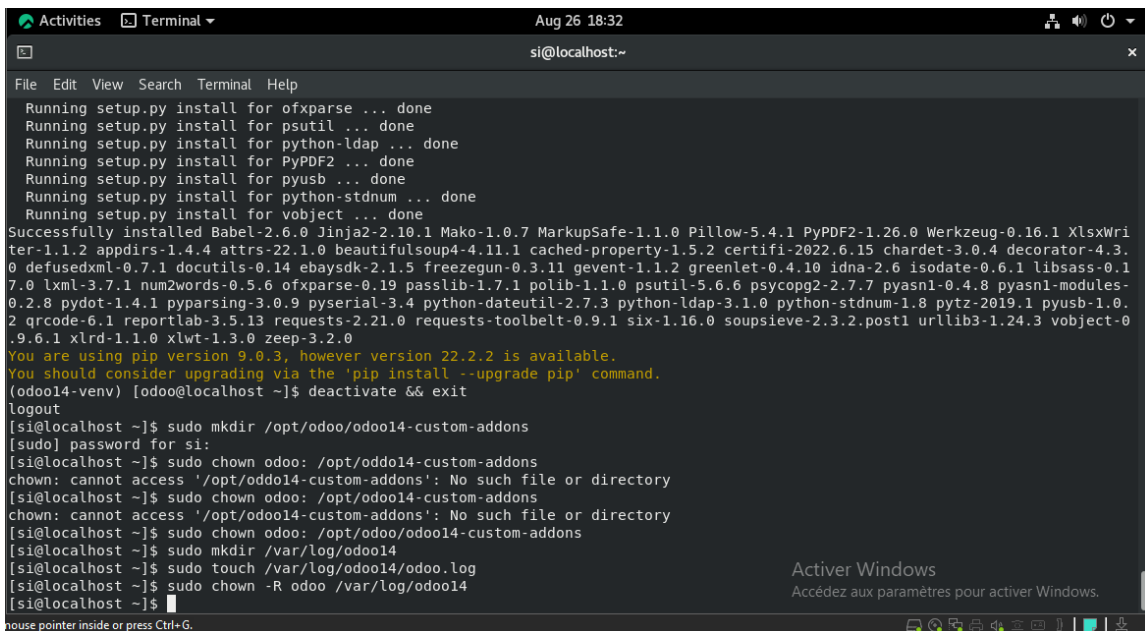 Activities Terminal Aug 26 18:32
si@localhost:~ ×
File Edit View Search Terminal Help
Running setup.py install for ofxparse ... done
Running setup.py install for psutil ... done
Running setup.py install for python-ldap ... done
Running setup.py install for PyPDF2 ... done
Running setup.py install for pyusb ... done
Running setup.py install for python-stdnum ... done
Running setup.py install for vobject ... done
Successfully installed Babel-2.6.0 Jinja2-2.10.1 Mako-1.0.7 MarkupSafe-1.1.0 Pillow-5.4.1 PyPDF2-1.26.0 Werkzeug-0.16.1 XlsxWri
ter-1.1.2 appdirs-1.4.4 attrs-22.1.0 beautifulsoup4-4.11.1 cached-property-1.5.2 certifi-2022.6.15 chardet-3.0.4 decorator-4.3.
0 defusedxml-0.7.1 docutils-0.14 ebaysdk-2.1.5 freezegun-0.3.11 gevent-1.1.2 greenlet-0.4.10 idna-2.6 isodate-0.6.1 libsass-0.1
7.0 lxml-3.7.1 num2words-0.5.6 ofxparse-0.19 passlib-1.7.1 polib-1.1.0 psutil-5.6.6 psycopg2-2.7.7 pyasn1-0.4.8 pyasn1-modules-
0.2.8 pydot-1.4.1 pyparsing-3.0.9 pyserial-3.4 python-dateutil-2.7.3 python-ldap-3.1.0 python-stdnum-1.8 pytz-2019.1 pyusb-1.0.
2 qrcode-6.1 reportlab-3.5.13 requests-2.21.0 requests-toolbelt-0.9.1 six-1.16.0 soupsieve-2.3.2.post1 urllib3-1.24.3 vobject-0
.9.6.1 xlrd-1.1.0 xlwt-1.3.0 zeep-3.2.0
You are using pip version 9.0.3, however version 22.2.2 is available.
You should consider upgrading via the 'pip install --upgrade pip' command.
(odoo14-venv) [odoo@localhost ~]$ deactivate && exit
logout
[si@localhost ~]$ sudo mkdir /opt/odoo/odoo14-custom-addons
[sudo] password for si:
[si@localhost ~]$ sudo chown odoo: /opt/oddo14-custom-addons
chown: cannot access '/opt/oddo14-custom-addons': No such file or directory
[si@localhost ~]$ sudo chown odoo: /opt/odoo14-custom-addons
chown: cannot access '/opt/odoo14-custom-addons': No such file or directory
[si@localhost ~]$ sudo chown odoo: /opt/odoo/odoo14-custom-addons
[si@localhost ~]$ sudo mkdir /var/log/odoo14
[si@localhost ~]$ sudo touch /var/log/odoo14/odoo.log
[si@localhost ~]$ sudo chown -R odoo /var/log/odoo14
[si@localhost ~]$
Activer Windows
Accédez aux paramètres pour activer Windows.
mouse pointer inside or press Ctrl+G.